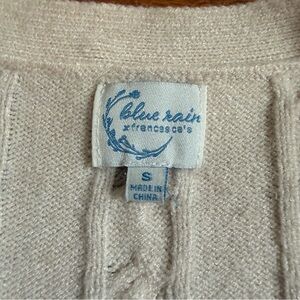 blue rain
x francesca's
S
MADE IN
CHINA